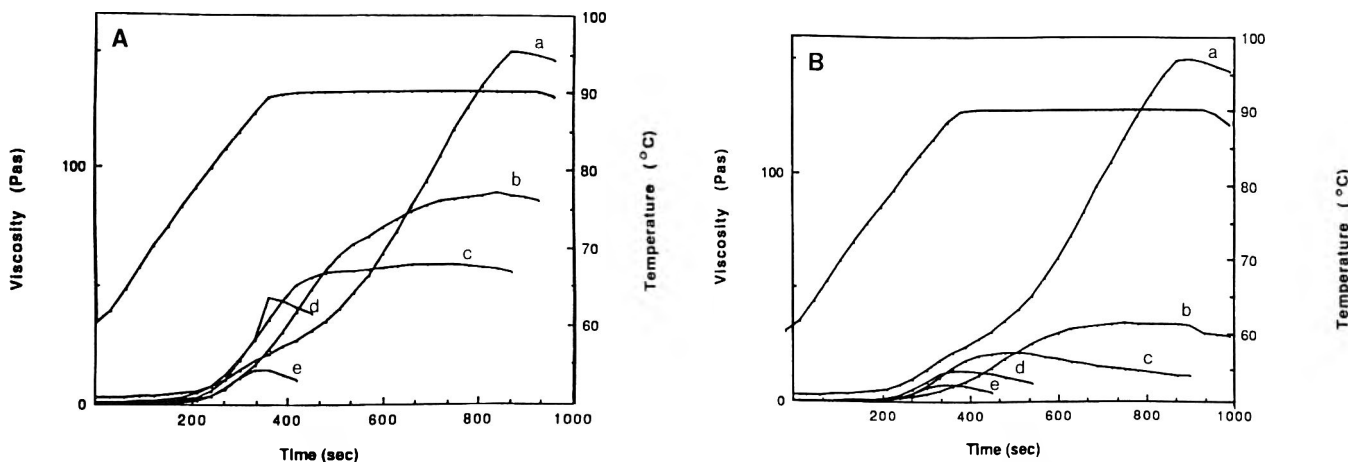 A
Viscosity (Pas)
100
0
200
400
600
800
1000
Time (sec)
100
90
80
70
60
Temperature (°C)
a
b
c
d
e
B
Viscosity (Pas)
100
0
200
400
600
800
1000
Time (sec)
100
90
80
70
60
Temperature (°C)
a
b
c
d
e